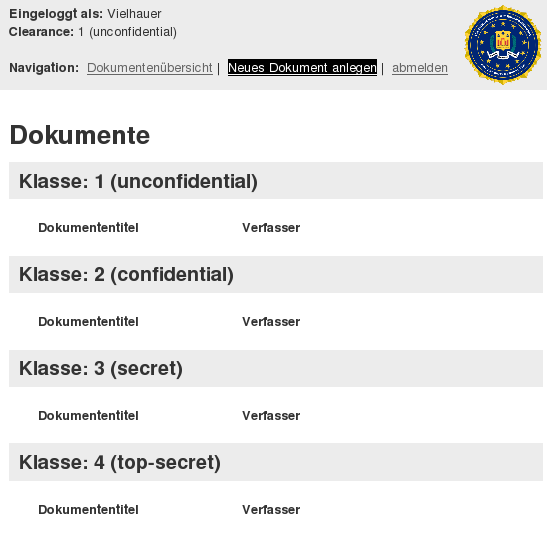 Eingeloggt als: Vielhauer
Clearance: 1 (unconfidential)
Navigation: Dokumentenübersicht | Neues Dokument anlegen | abmelden
Dokumente
Klasse: 1 (unconfidential)
Dokumententitel Verfasser
Klasse: 2 (confidential)
Dokumententitel Verfasser
Klasse: 3 (secret)
Dokumententitel Verfasser
Klasse: 4 (top-secret)
Dokumententitel Verfasser